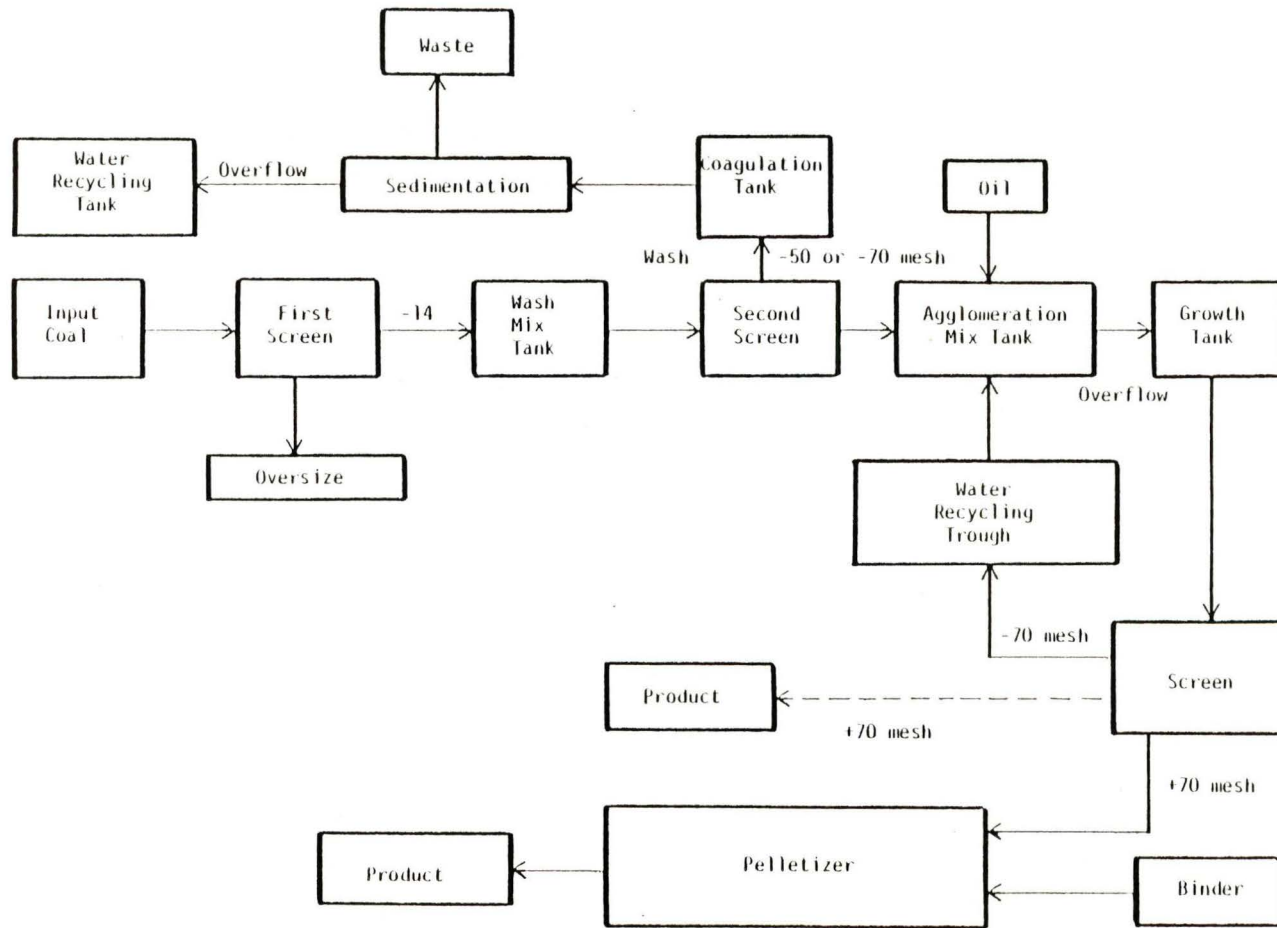 Waste
Water
Recycling
Tank
Overflow
Sedimentation
Coagulation
Tank
Oil
Wash
-50 or -70 mesh
Input
Coal
First
Screen
-14
Wash
Mix
Tank
Second
Screen
Agglomeration
Mix Tank
Growth
Tank
Overflow
Oversize
Water
Recycling
Trough
-70 mesh
Screen
Product
+70 mesh
+70 mesh
Pelletizer
Product
Binder